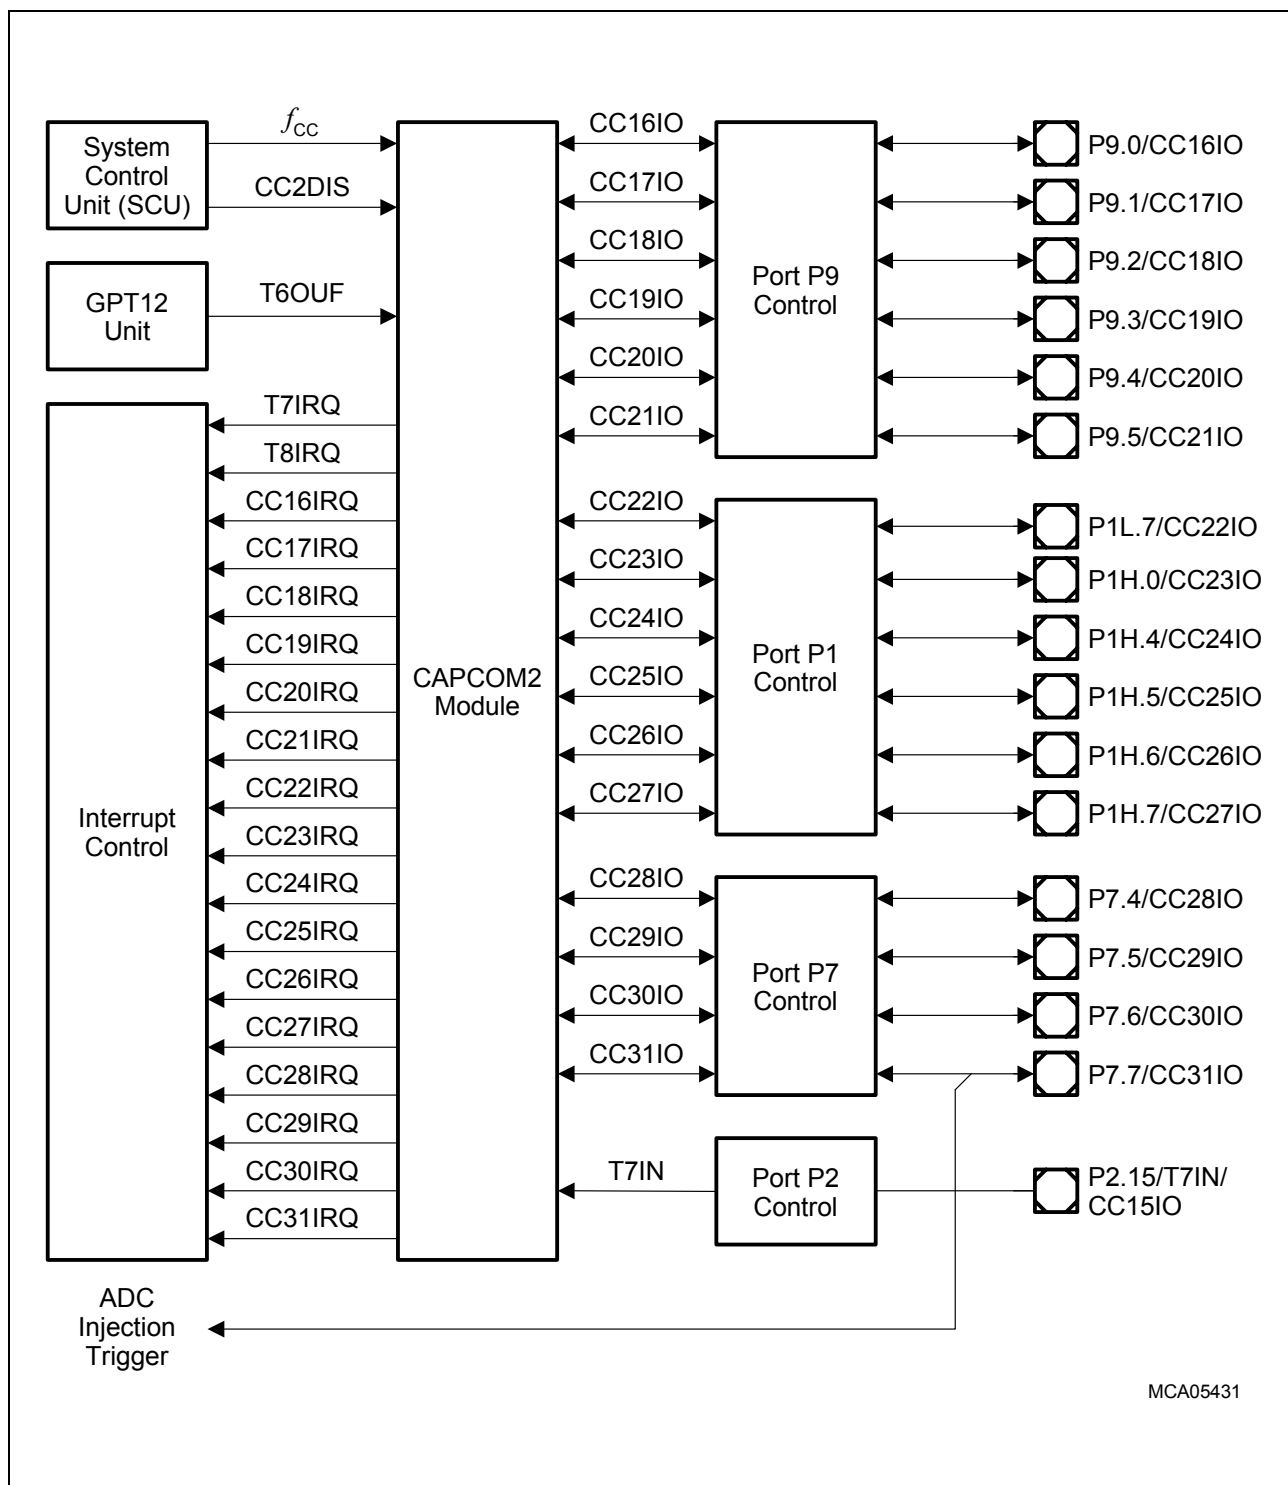 System
Control
Unit (SCU)
fCC
CC2DIS
GPT12
Unit
T6OUF
Interrupt
Control
T7IRQ
T8IRQ
CC16IRQ
CC17IRQ
CC18IRQ
CC19IRQ
CC20IRQ
CC21IRQ
CC22IRQ
CC23IRQ
CC24IRQ
CC25IRQ
CC26IRQ
CC27IRQ
CC28IRQ
CC29IRQ
CC30IRQ
CC31IRQ
ADC
Injection
Trigger
CAPCOM2
Module
CC16IO
CC17IO
CC18IO
CC19IO
CC20IO
CC21IO
CC22IO
CC23IO
CC24IO
CC25IO
CC26IO
CC27IO
CC28IO
CC29IO
CC30IO
CC31IO
T7IN
Port P9
Control
Port P1
Control
Port P7
Control
Port P2
Control
P9.0/CC16IO
P9.1/CC17IO
P9.2/CC18IO
P9.3/CC19IO
P9.4/CC20IO
P9.5/CC21IO
P1L.7/CC22IO
P1H.0/CC23IO
P1H.4/CC24IO
P1H.5/CC25IO
P1H.6/CC26IO
P1H.7/CC27IO
P7.4/CC28IO
P7.5/CC29IO
P7.6/CC30IO
P7.7/CC31IO
P2.15/T7IN/
CC15IO
MCA05431